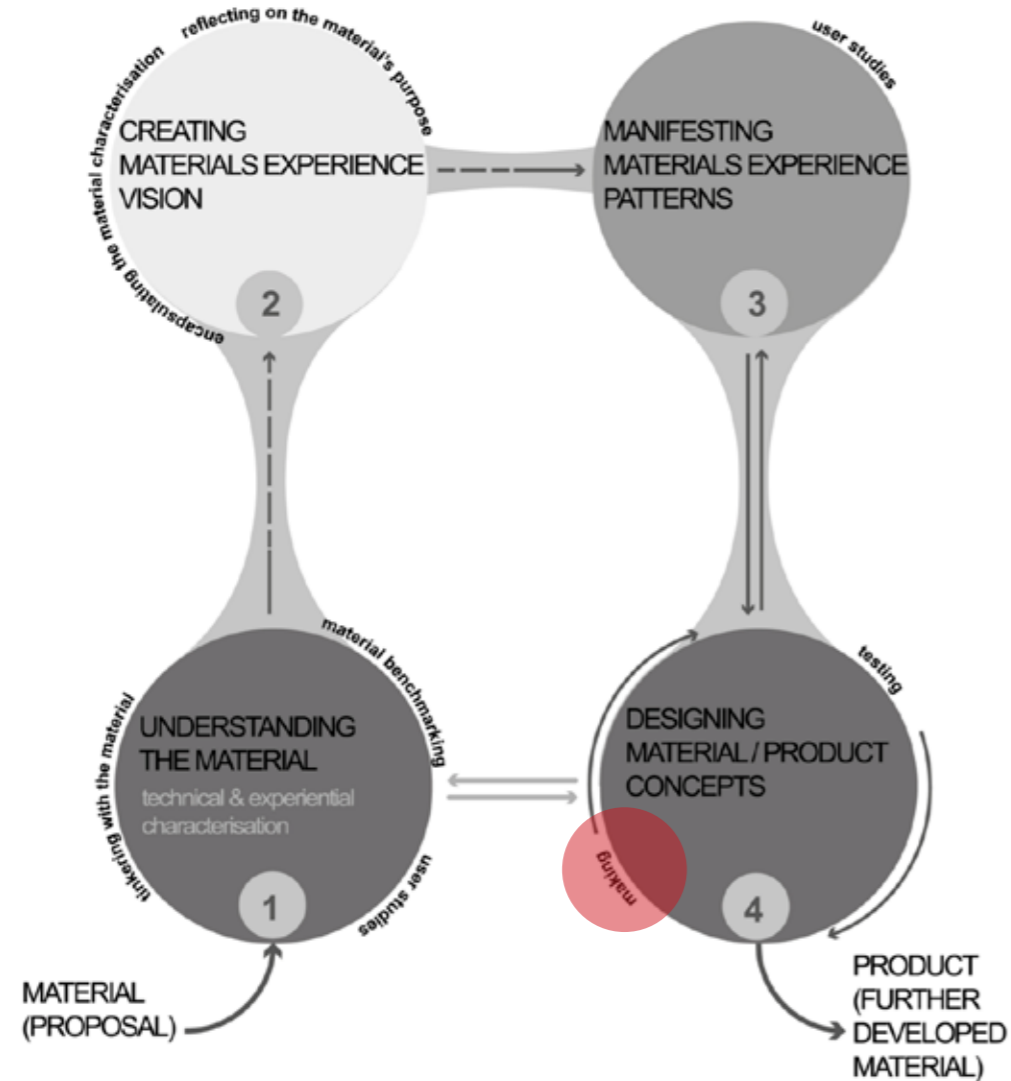 reflecting on the material's purpose
encapsulating the material characterisation
CREATING
MATERIALS EXPERIENCE
VISION
2
user studies
MANIFESTING
MATERIALS EXPERIENCE
PATTERNS
3
tinkering with the material
material benchmarking
user studies
UNDERSTANDING
THE MATERIAL
technical & experiential
characterisation
1
testing
DESIGNING
MATERIAL / PRODUCT
CONCEPTS
making
4
MATERIAL
(PROPOSAL)
PRODUCT
(FURTHER
DEVELOPED
MATERIAL)